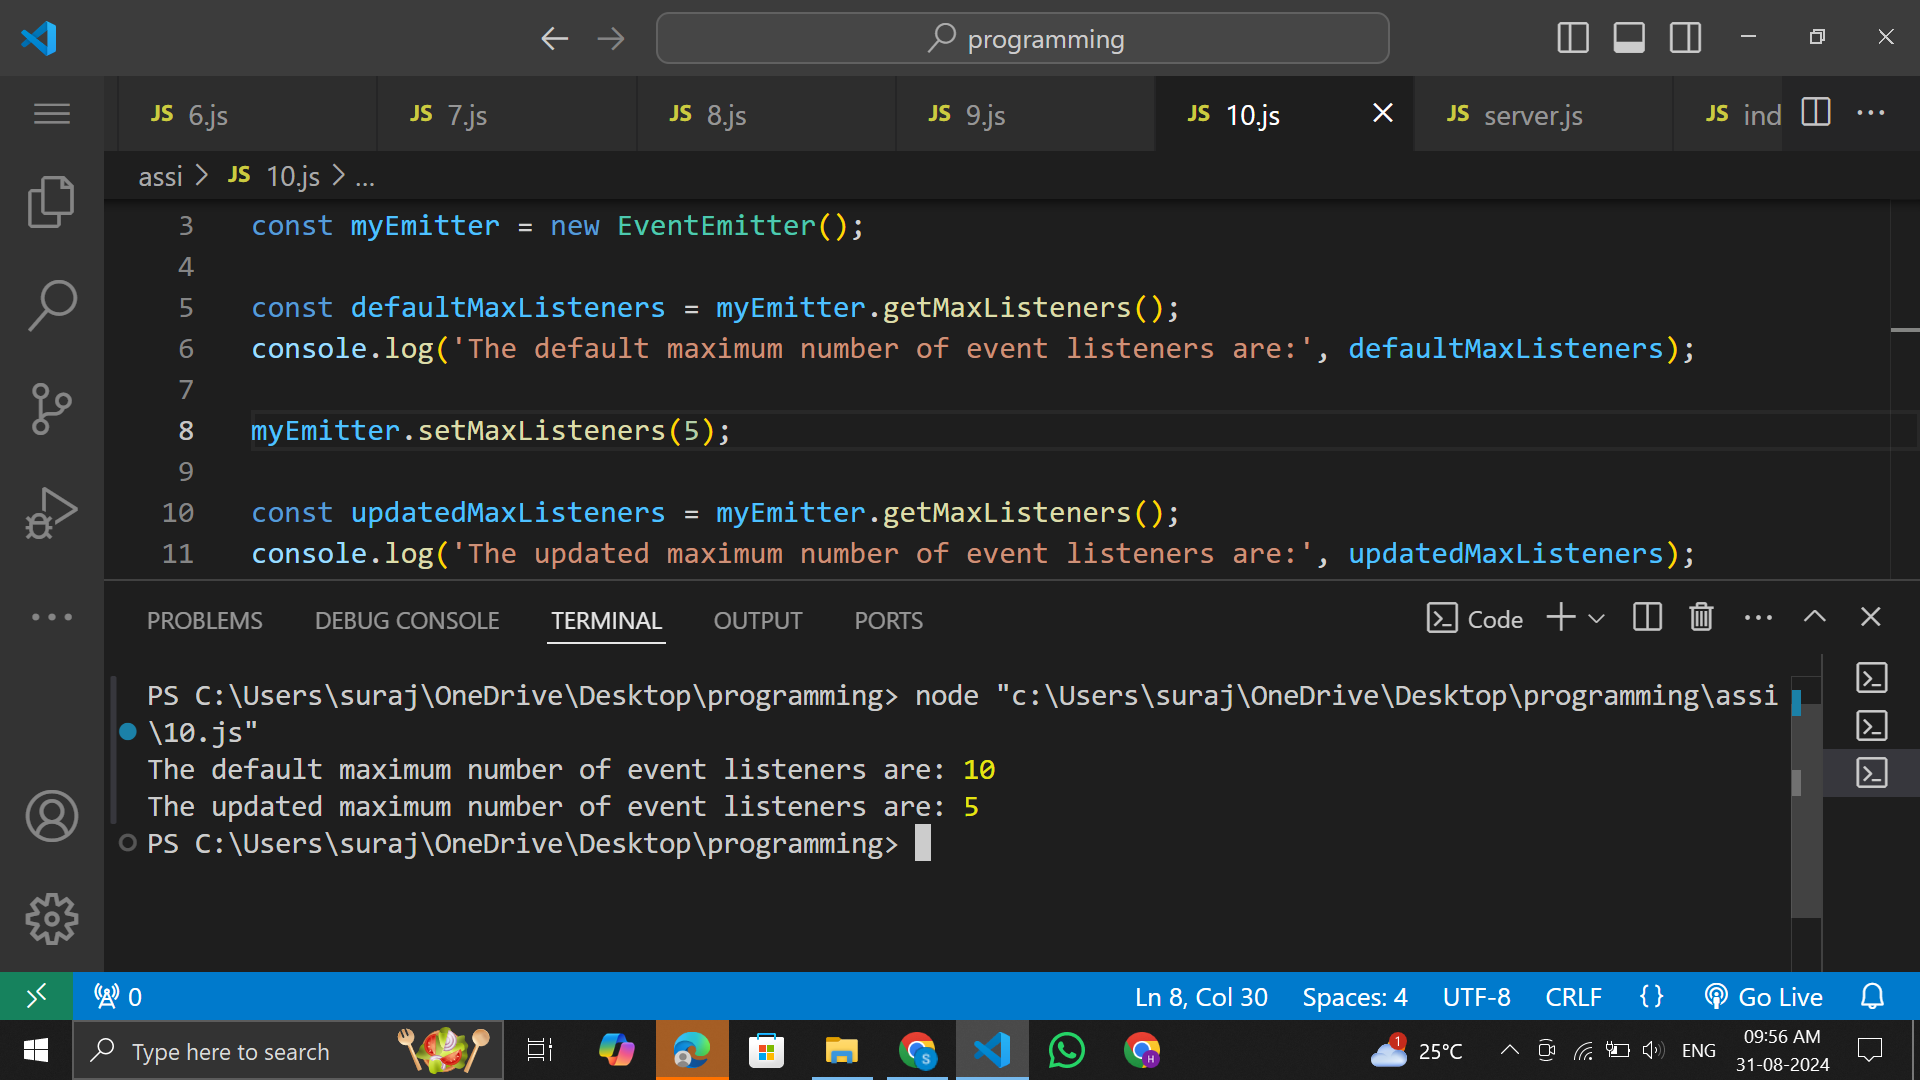 programming
JS 6.js
JS 7.js
JS 8.js
JS 9.js
JS 10.js
JS server.js
JS ind
assi > JS 10.js > ...
3 const myEmitter = new EventEmitter();
4
5 const defaultMaxListeners = myEmitter.getMaxListeners();
6 console.log('The default maximum number of event listeners are:', defaultMaxListeners);
7
8 myEmitter.setMaxListeners(5);
9
10 const updatedMaxListeners = myEmitter.getMaxListeners();
11 console.log('The updated maximum number of event listeners are:', updatedMaxListeners);
PROBLEMS DEBUG CONSOLE TERMINAL OUTPUT PORTS
Code
PS C:\Users\suraj\OneDrive\Desktop\programming> node "c:\Users\suraj\OneDrive\Desktop\programming\assi
\10.js"
The default maximum number of event listeners are: 10
The updated maximum number of event listeners are: 5
PS C:\Users\suraj\OneDrive\Desktop\programming>
0
Ln 8, Col 30 Spaces: 4 UTF-8 CRLF {} Go Live
Type here to search
S
H
1
25°C
ENG
09:56 AM
31-08-2024